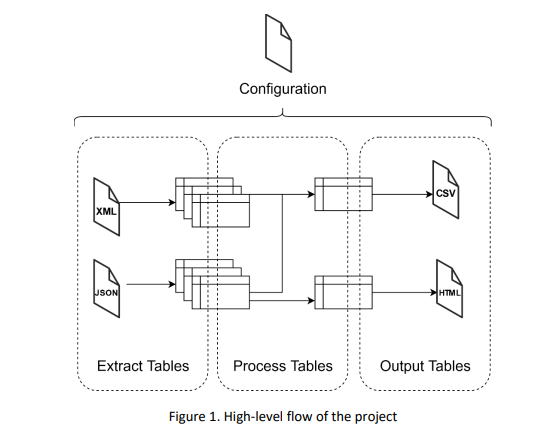 Configuration
XML
CSV
JSON
HTML
Extract Tables
Process Tables
Output Tables
Figure 1. High-level flow of the project